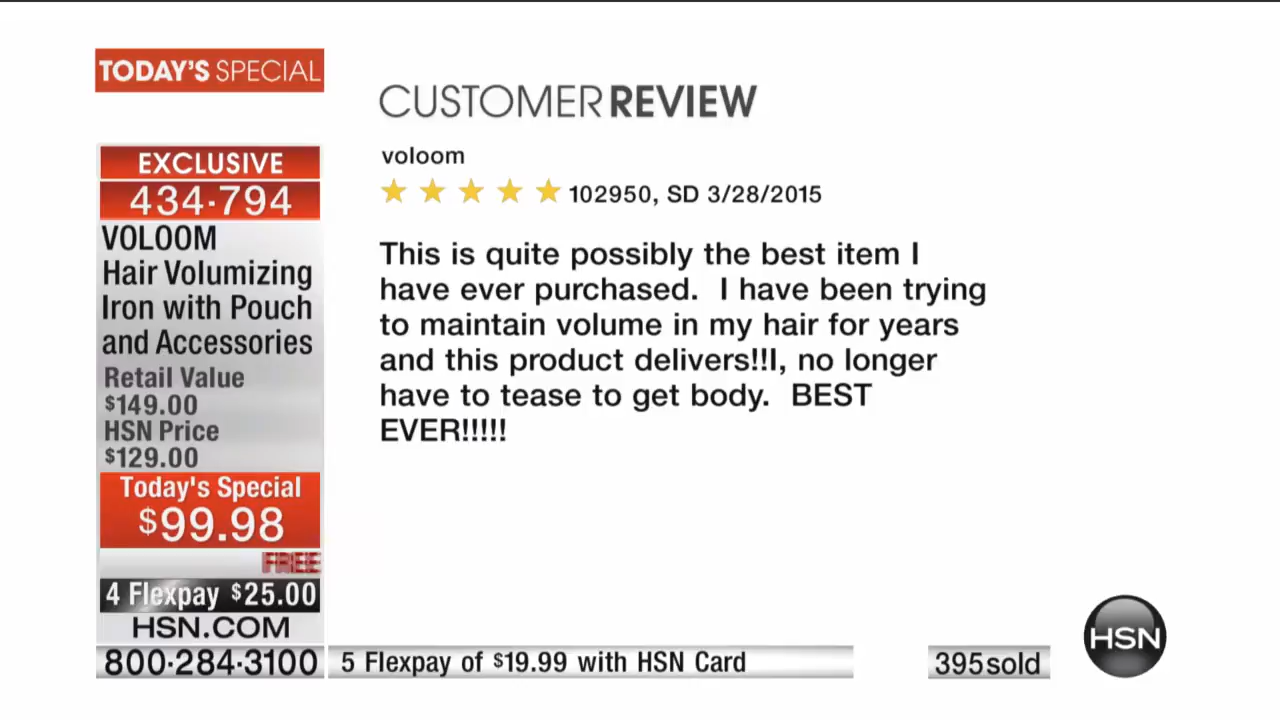 TODAY'S SPECIAL
CUSTOMER REVIEW
voloom
102950, SD 3/28/2015
This is quite possibly the best item I
have ever purchased.  I have been trying
to maintain volume in my hair for years
and this product delivers!!I, no longer
have to tease to get body.  BEST
EVER!!!!!
EXCLUSIVE
434·794
VOLOOM
Hair Volumizing
Iron with Pouch
and Accessories
Retail Value
$149.00
HSN Price
$129.00
Today's Special
$99.98
FREE
4 Flexpay $25.00
HSN.COM
800·284·3100
5 Flexpay of $19.99 with HSN Card
395 sold
HSN